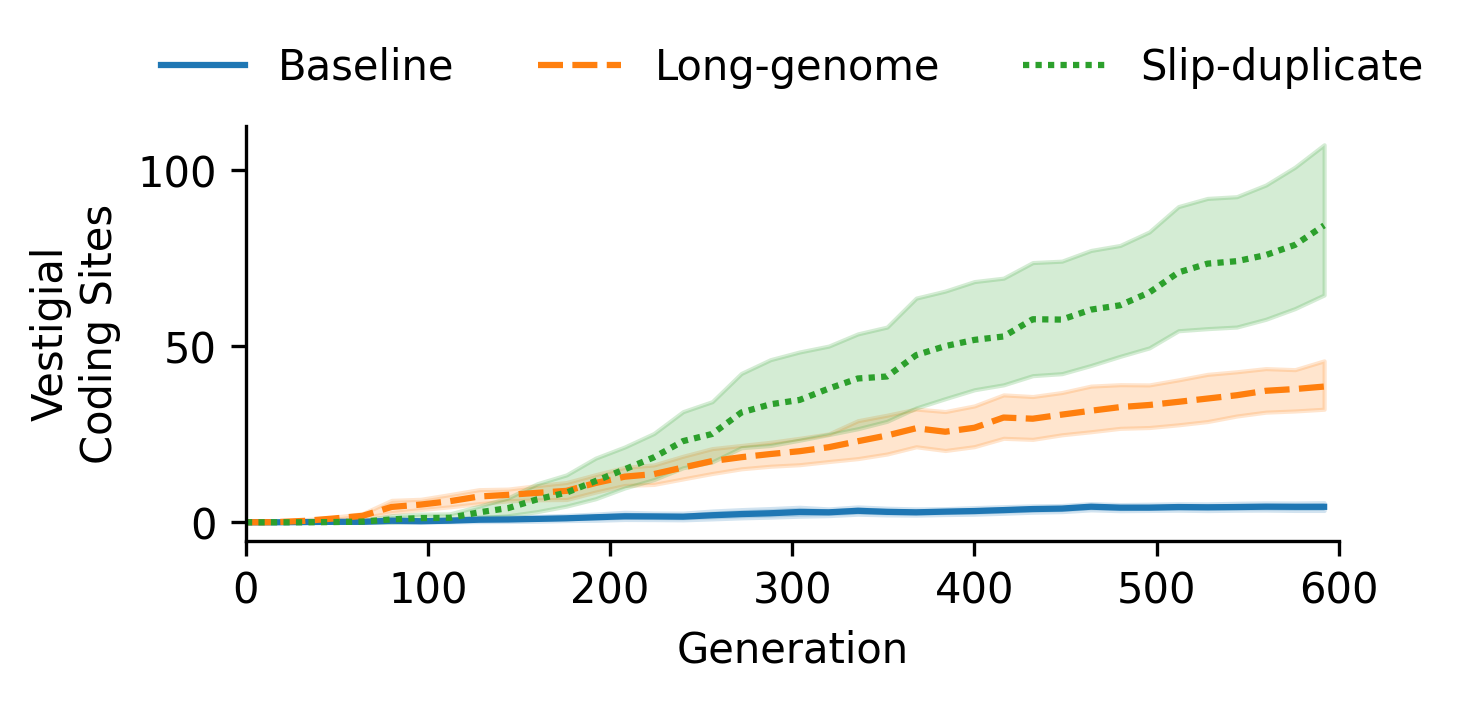 Baseline
Long-genome
Slip-duplicate
Vestigial
Coding Sites
100
50
0
0 100 200 300 400 500 600
Generation